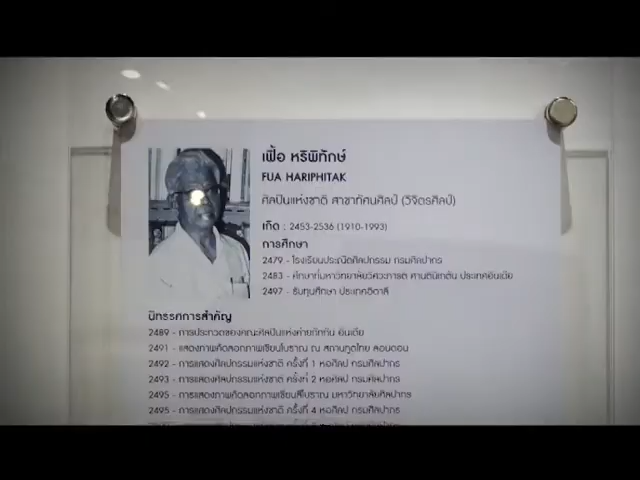 เฟื้อ หริพิทักษ์
FUA HARIPHITAK
ศิลปินแห่งชาติ สาขาทัศนศิลป์ (วิจิตรศิลป์)
เกิด : 2453-2536 (1910-1993)
การศึกษา
2479 - โรงเรียนประณีตศิลปกรรม กรมศิลปากร
2483 - ศึกษาที่มหาวิทยาลัยวิศวะภารติ ศานตินิเกตัน ประเทศอินเดีย
2497 - รับทุนศึกษา ประเทศอิตาลี
นิทรรศการสำคัญ
2489 - การประกวดของคณะศิลปินแห่งค่ายกักกัน อินเดีย
2491 - แสดงภาพคัดลอกภาพเขียนโบราณ ณ สถานทูตไทย ลอนดอน
2492 - การแสดงศิลปกรรมแห่งชาติ ครั้งที่ 1 หอศิลป กรมศิลปากร
2493 - การแสดงศิลปกรรมแห่งชาติ ครั้งที่ 2 หอศิลป กรมศิลปากร
2495 - การแสดงภาพคัดลอกภาพเขียนสีโบราณ มหาวิทยาลัยศิลปากร
2495 - การแสดงศิลปกรรมแห่งชาติ ครั้งที่ 4 หอศิลป กรมศิลปากร